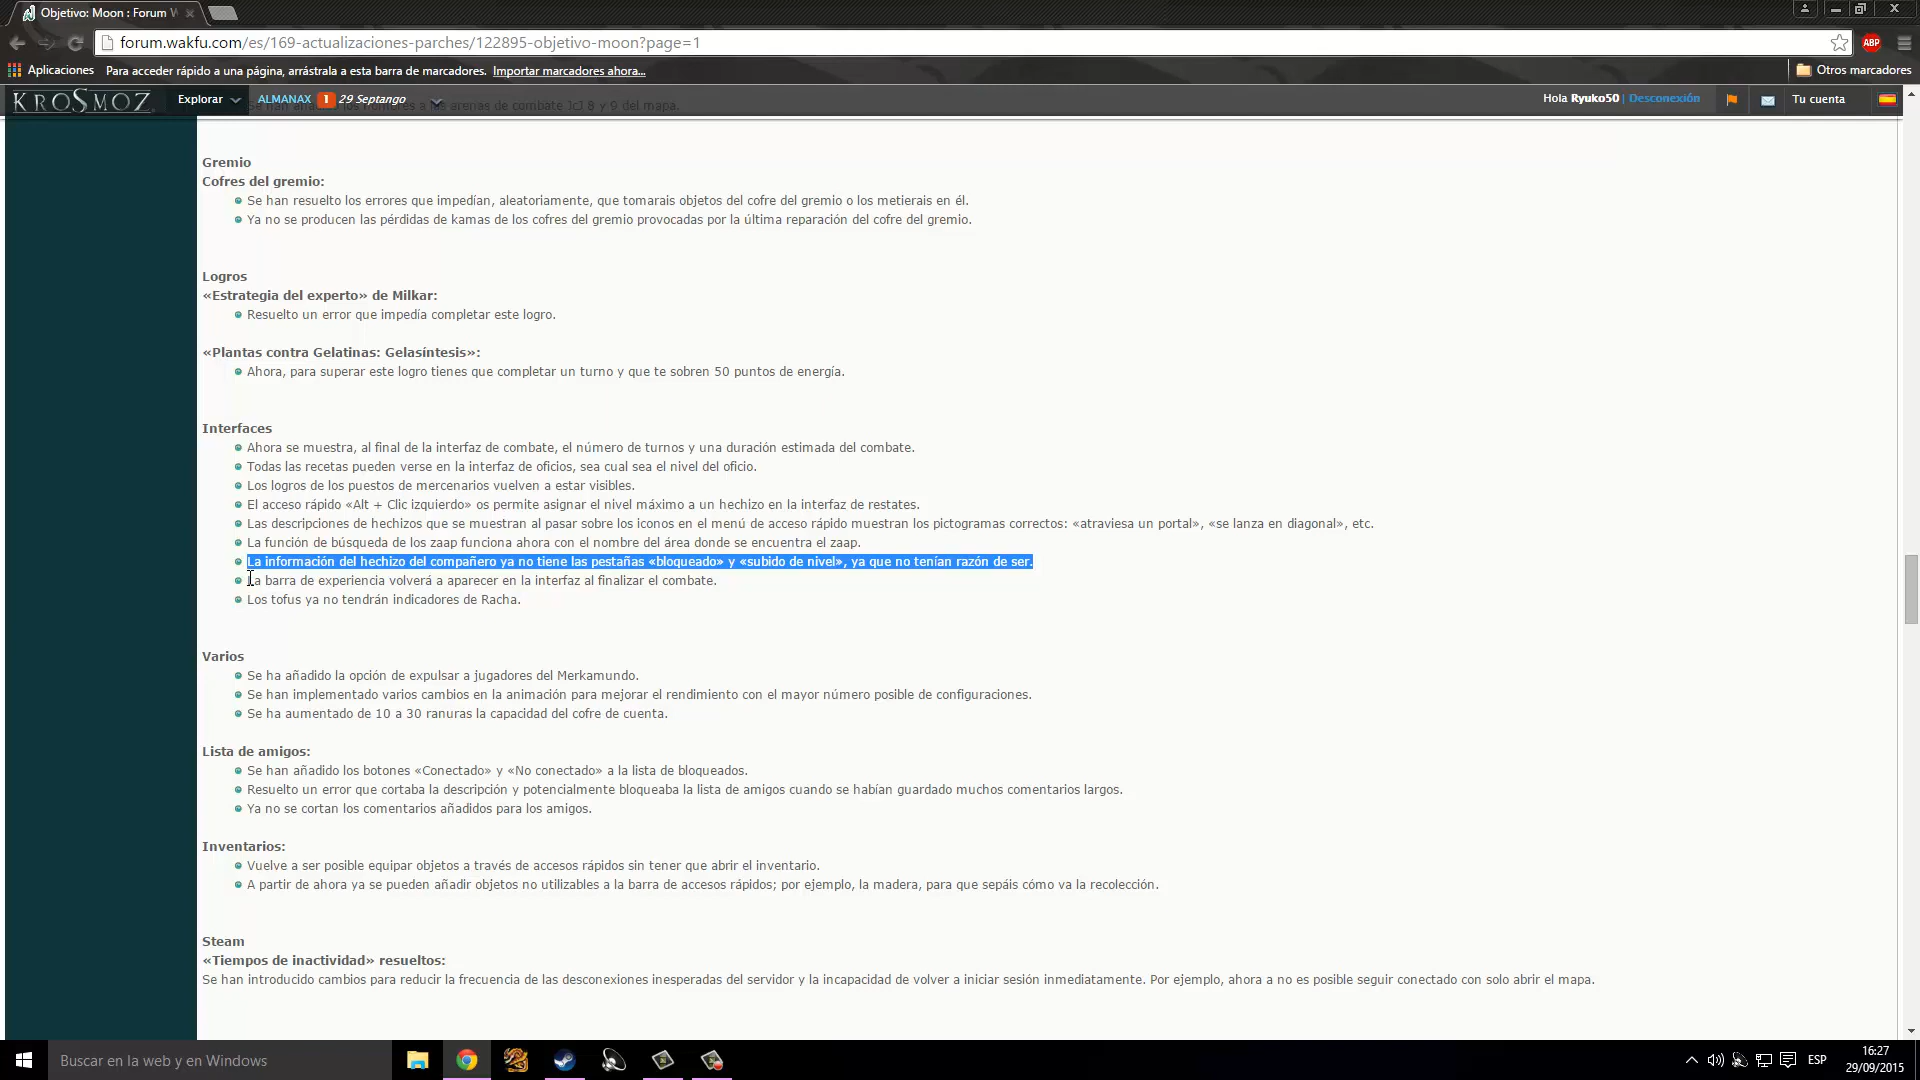 Objetivo: Moon : Forum W
forum.wakfu.com/es/169-actualizaciones-parches/122895-objetivo-moon?page=1
ABP
Aplicaciones Para acceder rápido a una página, arrástrala a esta barra de marcadores. Importar marcadores ahora... Otros marcadores
KROSMOZ Explorar ALMANAX 1 29 Septango Hola Ryuko50 | Desconexión Tu cuenta
Se han añadido los nombres a las arenas de combate JcJ 8 y 9 del mapa.
Gremio
Cofres del gremio:
Se han resuelto los errores que impedían, aleatoriamente, que tomarais objetos del cofre del gremio o los metierais en él.
Ya no se producen las pérdidas de kamas de los cofres del gremio provocadas por la última reparación del cofre del gremio.
Logros
«Estrategia del experto» de Milkar:
Resuelto un error que impedía completar este logro.
«Plantas contra Gelatinas: Gelasíntesis»:
Ahora, para superar este logro tienes que completar un turno y que te sobren 50 puntos de energía.
Interfaces
Ahora se muestra, al final de la interfaz de combate, el número de turnos y una duración estimada del combate.
Todas las recetas pueden verse en la interfaz de oficios, sea cual sea el nivel del oficio.
Los logros de los puestos de mercenarios vuelven a estar visibles.
El acceso rápido «Alt + Clic izquierdo» os permite asignar el nivel máximo a un hechizo en la interfaz de restates.
Las descripciones de hechizos que se muestran al pasar sobre los iconos en el menú de acceso rápido muestran los pictogramas correctos: «atraviesa un portal», «se lanza en diagonal», etc.
La función de búsqueda de los zaap funciona ahora con el nombre del área donde se encuentra el zaap.
La información del hechizo del compañero ya no tiene las pestañas «bloqueado» y «subido de nivel», ya que no tenían razón de ser.
La barra de experiencia volverá a aparecer en la interfaz al finalizar el combate.
Los tofus ya no tendrán indicadores de Racha.
Varios
Se ha añadido la opción de expulsar a jugadores del Merkamundo.
Se han implementado varios cambios en la animación para mejorar el rendimiento con el mayor número posible de configuraciones.
Se ha aumentado de 10 a 30 ranuras la capacidad del cofre de cuenta.
Lista de amigos:
Se han añadido los botones «Conectado» y «No conectado» a la lista de bloqueados.
Resuelto un error que cortaba la descripción y potencialmente bloqueaba la lista de amigos cuando se habían guardado muchos comentarios largos.
Ya no se cortan los comentarios añadidos para los amigos.
Inventarios:
Vuelve a ser posible equipar objetos a través de accesos rápidos sin tener que abrir el inventario.
A partir de ahora ya se pueden añadir objetos no utilizables a la barra de accesos rápidos; por ejemplo, la madera, para que sepáis cómo va la recolección.
Steam
«Tiempos de inactividad» resueltos:
Se han introducido cambios para reducir la frecuencia de las desconexiones inesperadas del servidor y la incapacidad de volver a iniciar sesión inmediatamente. Por ejemplo, ahora a no es posible seguir conectado con solo abrir el mapa.
Buscar en la web y en Windows ESP 16:27
29/09/2015